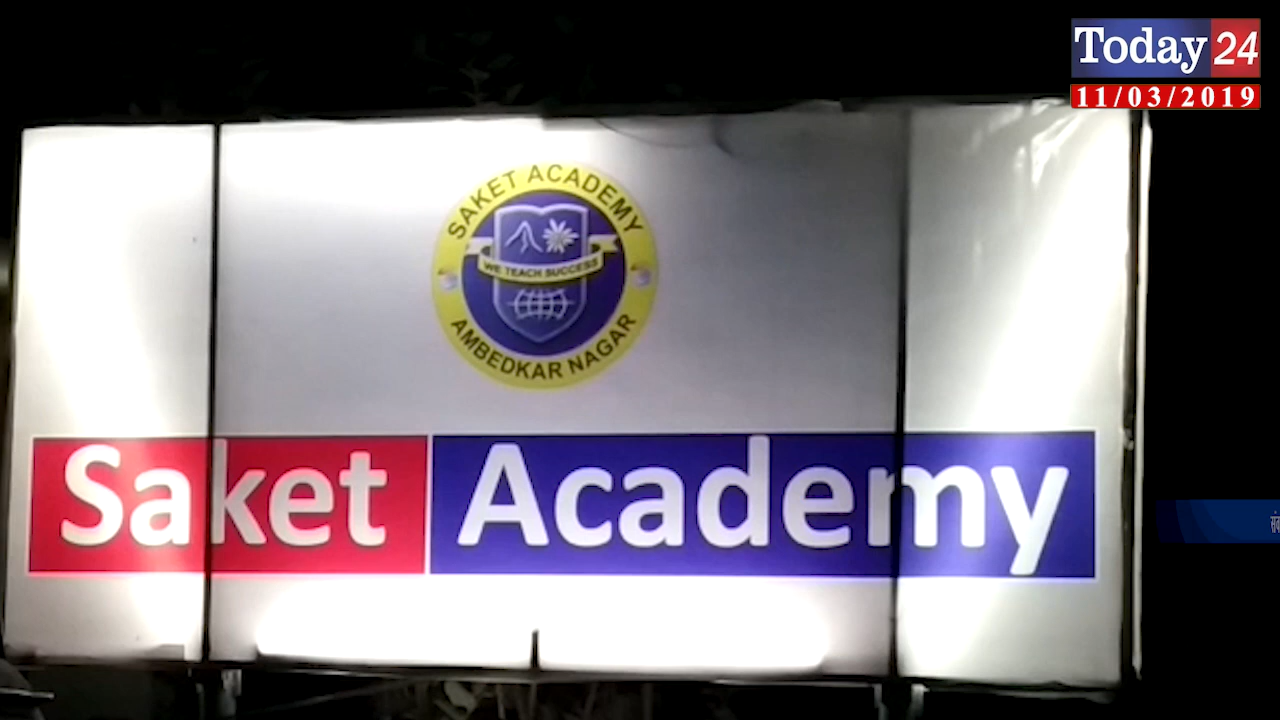 Today 24
11/03/2019
SAKET ACADEMY
WE TEACH SUCCESS
AMBEDKAR NAGAR
Saket Academy